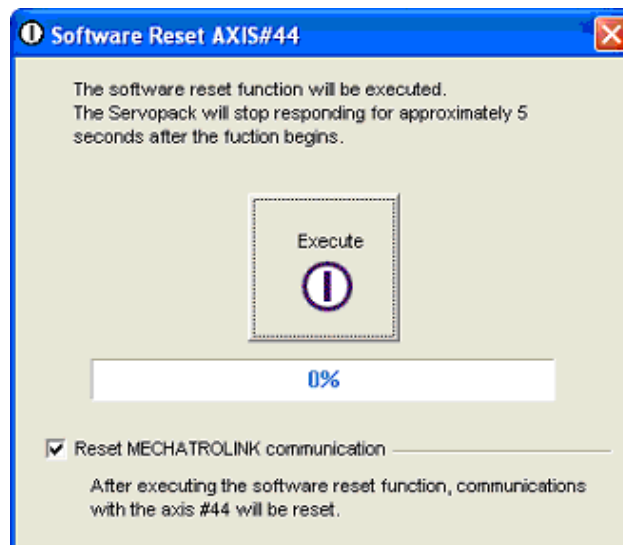 Software Reset AXIS#44
The software reset function will be executed.
The Servopack will stop responding for approximately 5
seconds after the fuction begins.
Execute
0%
Reset MECHATROLINK communication
After executing the software reset function, communications
with the axis #44 will be reset.